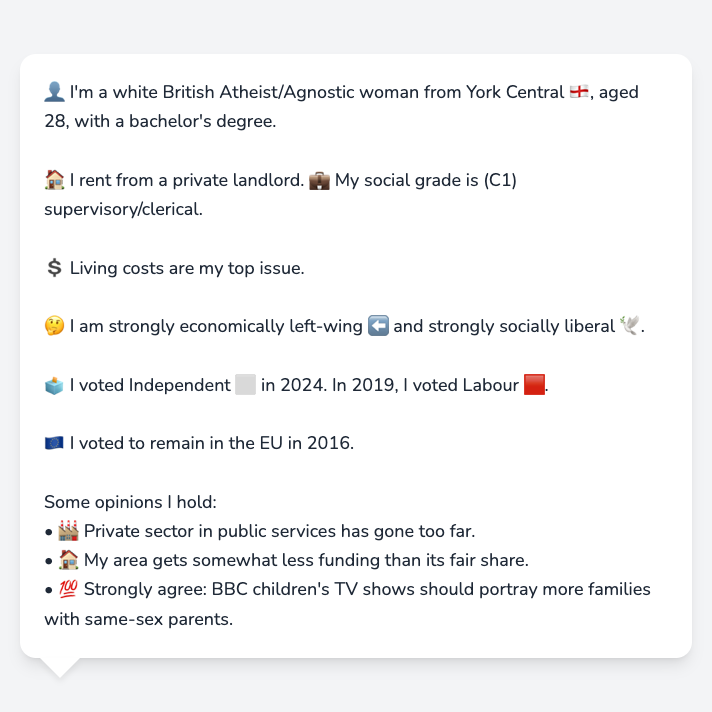 👤 I'm a white British Atheist/Agnostic woman from York Central 🏴󠁧󠁢󠁥󠁮󠁧󠁿, aged
28, with a bachelor's degree.
🏠 I rent from a private landlord. 💼 My social grade is (C1)
supervisory/clerical.
💲 Living costs are my top issue.
🤔 I am strongly economically left-wing ⬅️ and strongly socially liberal 🕊️.
🗳️ I voted Independent ⬜ in 2024. In 2019, I voted Labour 🟥.
🇪🇺 I voted to remain in the EU in 2016.
Some opinions I hold:
• 🏭 Private sector in public services has gone too far.
• 🏠 My area gets somewhat less funding than its fair share.
• 💯 Strongly agree: BBC children's TV shows should portray more families
with same-sex parents.